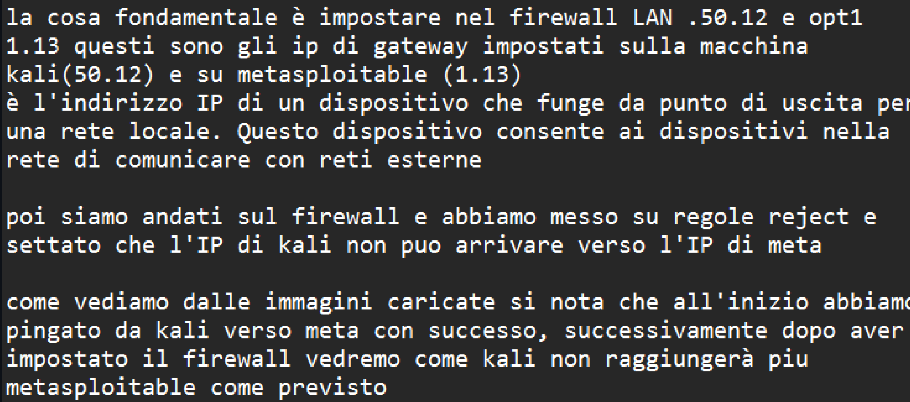 la cosa fondamentale è impostare nel firewall LAN .50.12 e opt1
1.13 questi sono gli ip di gateway impostati sulla macchina
kali(50.12) e su metasploitable (1.13)
è l'indirizzo IP di un dispositivo che funge da punto di uscita per
una rete locale. Questo dispositivo consente ai dispositivi nella
rete di comunicare con reti esterne
poi siamo andati sul firewall e abbiamo messo su regole reject e
settato che l'IP di kali non puo arrivare verso l'IP di meta
come vediamo dalle immagini caricate si nota che all'inizio abbiamo
pingato da kali verso meta con successo, successivamente dopo aver
impostato il firewall vedremo come kali non raggiungerà piu
metasploitable come previsto